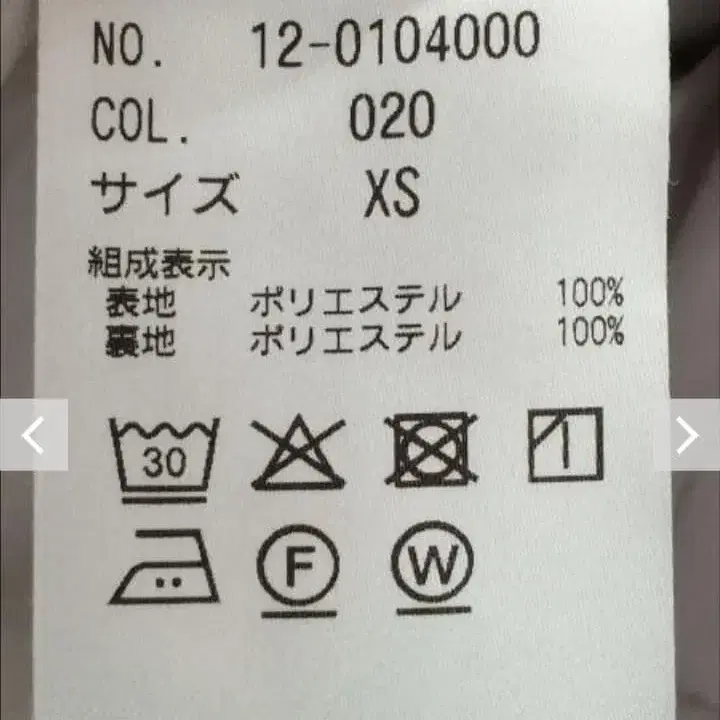 NO. 12-0104000
COL. 020
サイズ XS
組成表示
表地 ポリエステル 100%
裏地 ポリエステル 100%
30
F W